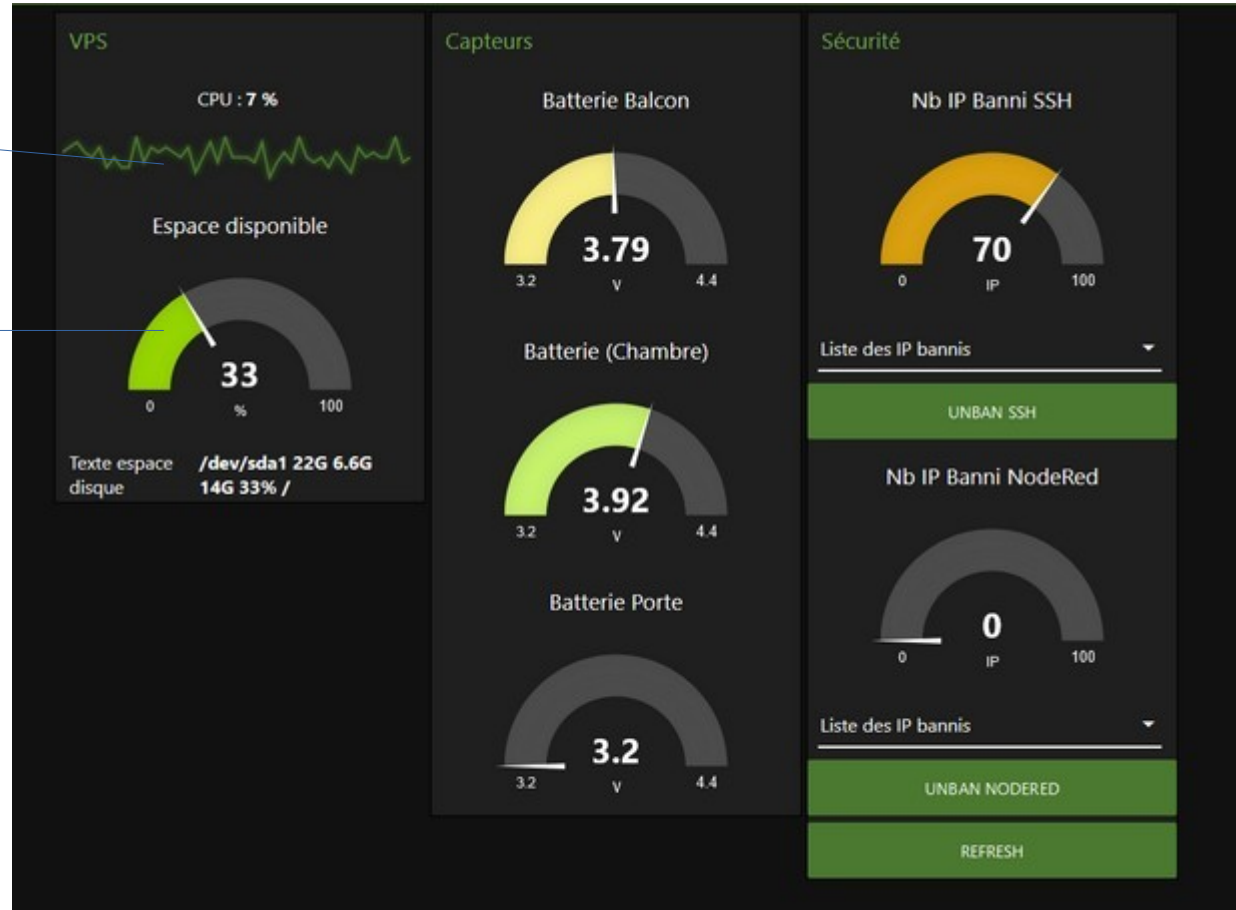 VPS
CPU : 7 %
Espace disponible
33
0
%
100
Texte espace disque
/dev/sda1 22G 6.6G
14G 33% /
Capteurs
Batterie Balcon
3.79
3.2
V
4.4
Batterie (Chambre)
3.92
3.2
V
4.4
Batterie Porte
3.2
3.2
V
4.4
Sécurité
Nb IP Banni SSH
70
0
IP
100
Liste des IP bannis
UNBAN SSH
Nb IP Banni NodeRed
0
0
IP
100
Liste des IP bannis
UNBAN NODERED
REFRESH